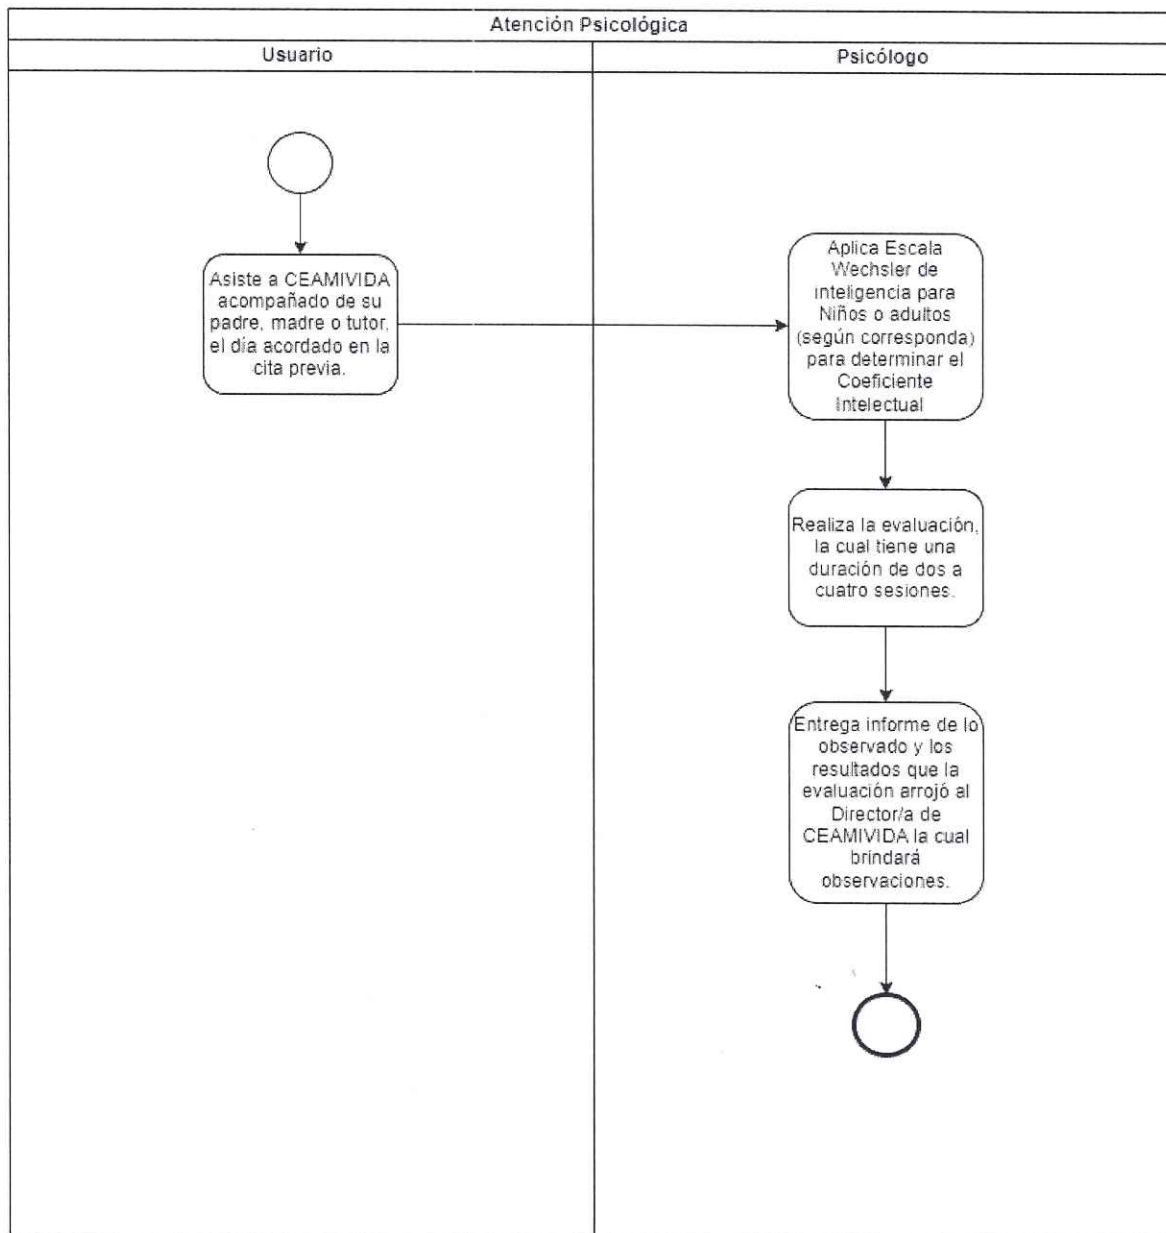 Atención Psicológica
Usuario
Psicólogo
Asiste a CEAMIVIDA
acompañado de su
padre, madre o tutor,
el día acordado en la
cita previa.
Aplica Escala
Wechsler de
inteligencia para
Niños o adultos
(según corresponda)
para determinar el
Coeficiente
Intelectual
Realiza la evaluación,
la cual tiene una
duración de dos a
cuatro sesiones.
Entrega informe de lo
observado y los
resultados que la
evaluación arrojó al
Director/a de
CEAMIVIDA la cual
brindará
observaciones.